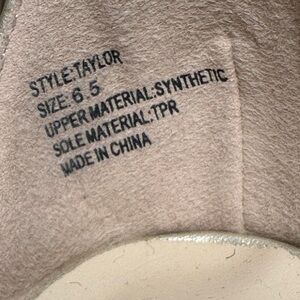 STYLE:TAYLOR
SIZE:6 5
UPPER MATERIAL:SYNTHETIC
SOLE MATERIAL:TPR
MADE IN CHINA